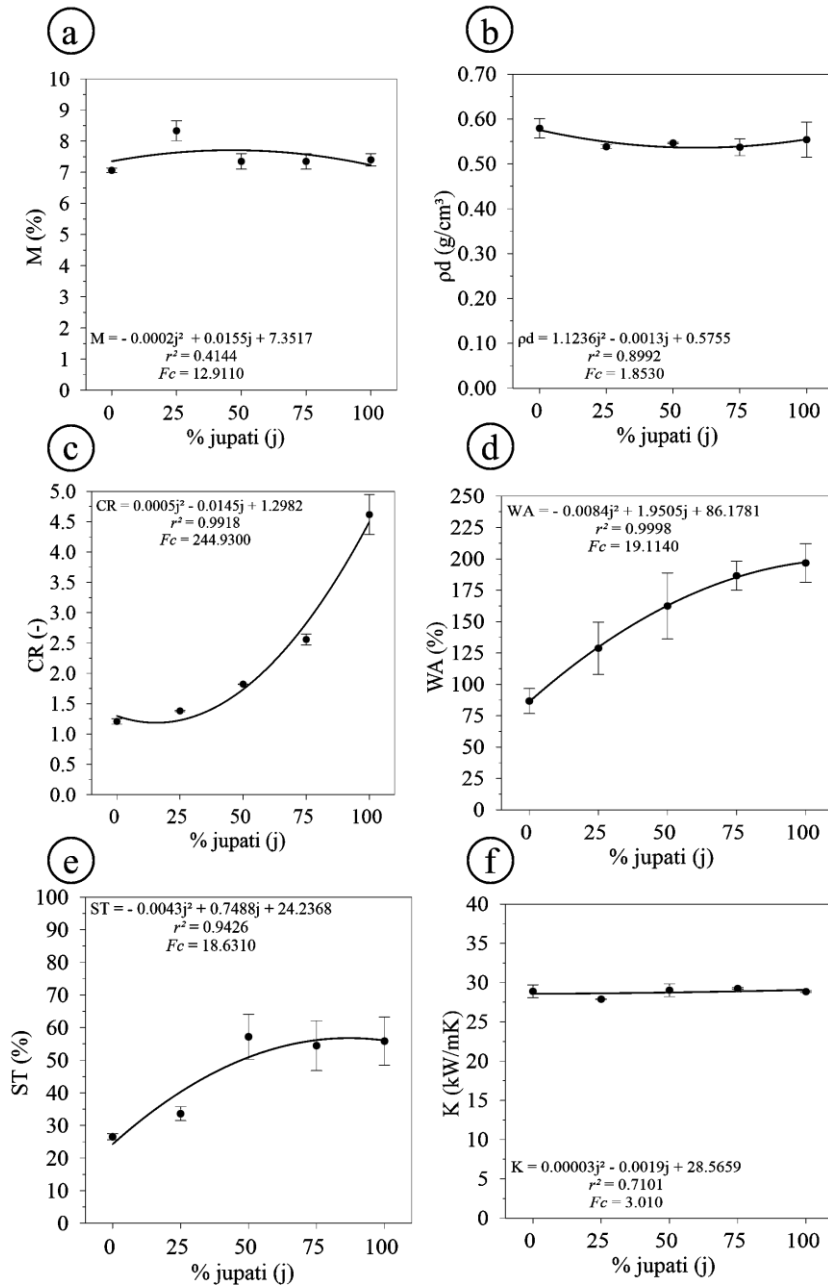 a
10
9
8
7
6
5
4
3
2
1
0
M (%)
M = - 0.0002j² + 0.0155j + 7.3517
r² = 0.4144
Fc = 12.9110
0 25 50 75 100
% jupati (j)
b
0.70
0.60
0.50
0.40
0.30
0.20
0.10
0.00
ρd (g/cm³)
ρd = 1.1236j² - 0.0013j + 0.5755
r² = 0.8992
Fc = 1.8530
0 25 50 75 100
% jupati (j)
c
5.0
4.5
4.0
3.5
3.0
2.5
2.0
1.5
1.0
0.5
0.0
CR (-)
CR = 0.0005j² - 0.0145j + 1.2982
r² = 0.9918
Fc = 244.9300
0 25 50 75 100
% jupati (j)
d
250
225
200
175
150
125
100
75
50
25
0
WA (%)
WA = - 0.0084j² + 1.9505j + 86.1781
r² = 0.9998
Fc = 19.1140
0 25 50 75 100
% jupati (j)
e
100
90
80
70
60
50
40
30
20
10
0
ST (%)
ST = - 0.0043j² + 0.7488j + 24.2368
r² = 0.9426
Fc = 18.6310
0 25 50 75 100
% jupati (j)
f
40
35
30
25
20
15
10
5
0
K (kW/mK)
K = 0.00003j² - 0.0019j + 28.5659
r² = 0.7101
Fc = 3.010
0 25 50 75 100
% jupati (j)